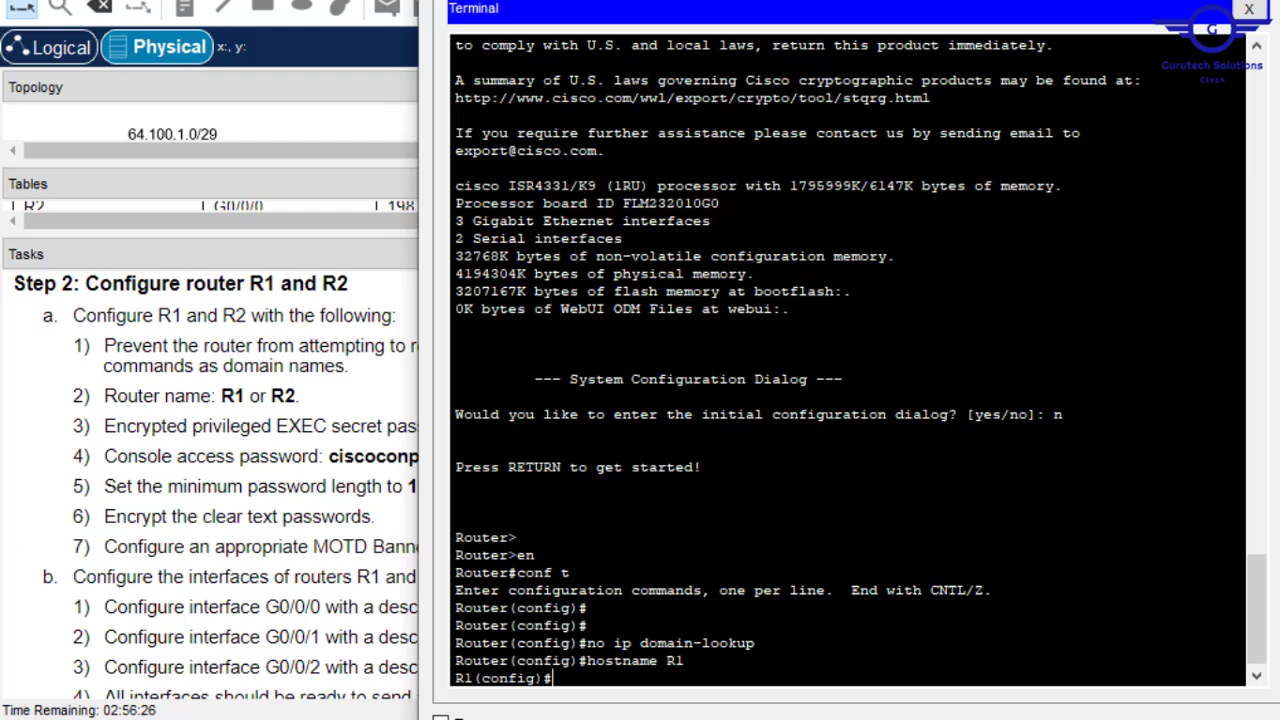 Logical
Physical
x:, y:
Topology
64.100.1.0/29
Tables
R2 G0/0/0 198
Tasks
Step 2: Configure router R1 and R2
a. Configure R1 and R2 with the following:
1) Prevent the router from attempting to r
commands as domain names.
2) Router name: R1 or R2.
3) Encrypted privileged EXEC secret pas
4) Console access password: ciscoconp
5) Set the minimum password length to 1
6) Encrypt the clear text passwords.
7) Configure an appropriate MOTD Bann
b. Configure the interfaces of routers R1 and
1) Configure interface G0/0/0 with a desc
2) Configure interface G0/0/1 with a desc
3) Configure interface G0/0/2 with a desc
4) All interfaces should be ready to send
Time Remaining: 02:56:26
Terminal
X
G
Gurutech Solutions
to comply with U.S. and local laws, return this product immediately.
A summary of U.S. laws governing Cisco cryptographic products may be found at:
http://www.cisco.com/wwl/export/crypto/tool/stqrg.html
If you require further assistance please contact us by sending email to
export@cisco.com.
cisco ISR4331/K9 (1RU) processor with 1795999K/6147K bytes of memory.
Processor board ID FLM232010G0
3 Gigabit Ethernet interfaces
2 Serial interfaces
32768K bytes of non-volatile configuration memory.
4194304K bytes of physical memory.
3207167K bytes of flash memory at bootflash:.
0K bytes of WebUI ODM Files at webui:.
--- System Configuration Dialog ---
Would you like to enter the initial configuration dialog? [yes/no]: n
Press RETURN to get started!
Router>
Router>en
Router#conf t
Enter configuration commands, one per line.  End with CNTL/Z.
Router(config)#
Router(config)#
Router(config)#no ip domain-lookup
Router(config)#hostname R1
R1(config)#